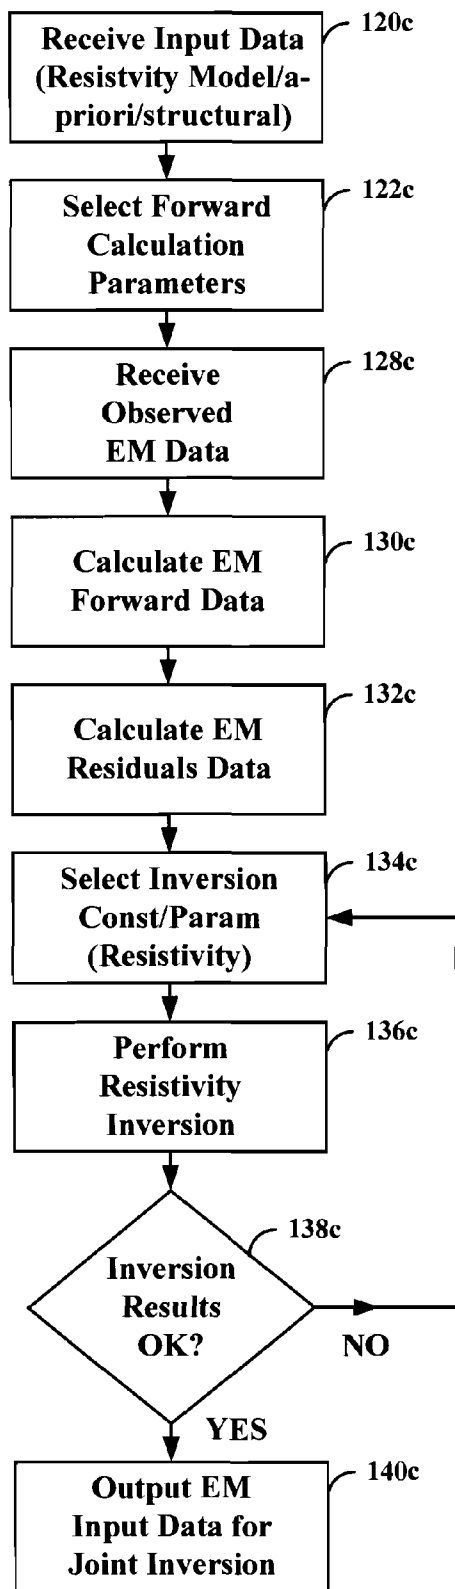 Receive Input Data
120c
(Resistvity Model/a-
priori/structural)
Select Forward
122c
Calculation
Parameters
Receive
128c
Observed
EM Data
Calculate EM
130c
Forward Data
Calculate EM
132c
Residuals Data
Select Inversion
134c
Const/Param
(Resistivity)
Perform
136c
Resistivity
Inversion
138c
Inversion
Results
OK?
NO
YES
Output EM
140c
Input Data for
Joint Inversion